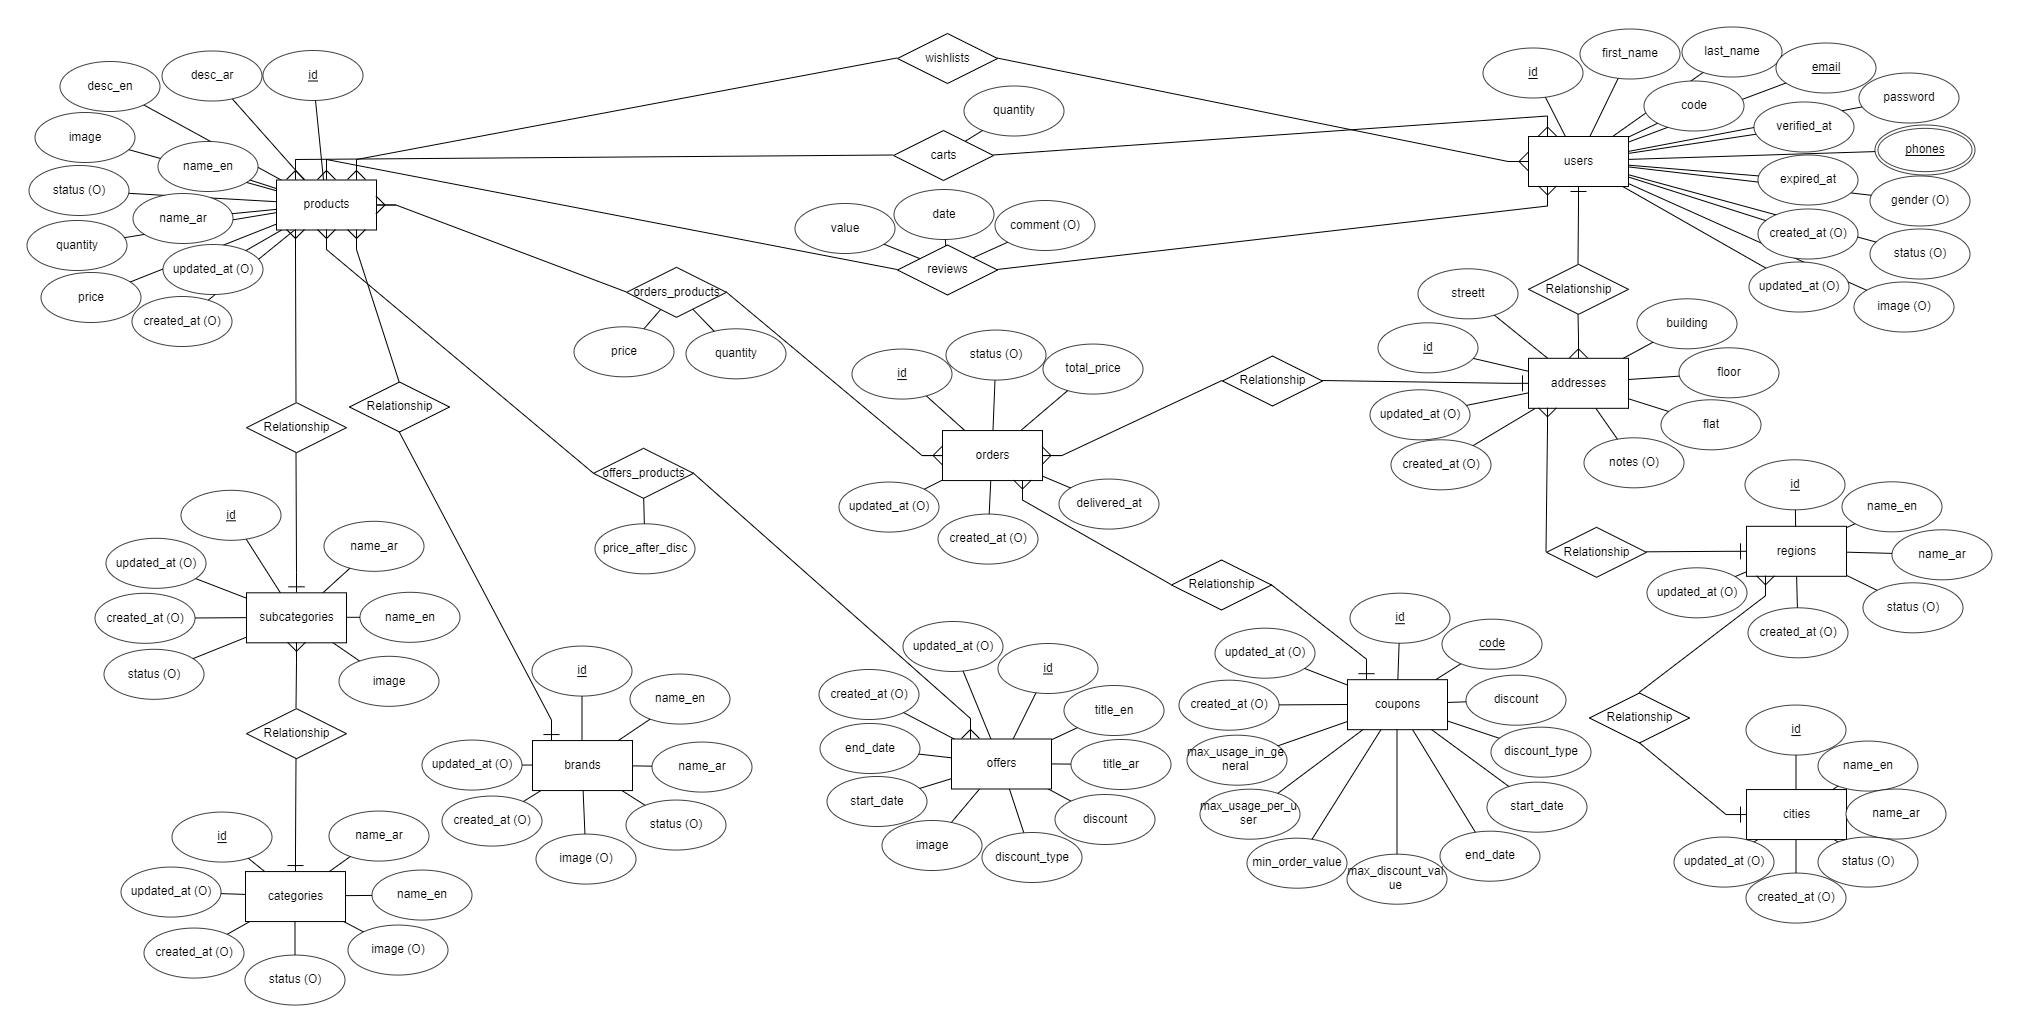 wishlists
quantity
carts
value
date
comment (O)
reviews
desc_en
desc_ar
id
image
name_en
status (O)
name_ar
products
quantity
updated_at (O)
price
created_at (O)
id
first_name
last_name
email
code
password
verified_at
phones
users
expired_at
gender (O)
created_at (O)
status (O)
updated_at (O)
image (O)
Relationship
orders_products
price
quantity
streett
building
id
floor
addresses
updated_at (O)
flat
created_at (O)
notes (O)
Relationship
id
status (O)
total_price
orders
updated_at (O)
created_at (O)
delivered_at
Relationship
Relationship
offers_products
price_after_disc
Relationship
id
name_en
regions
name_ar
updated_at (O)
status (O)
created_at (O)
Relationship
id
updated_at (O)
name_ar
created_at (O)
subcategories
name_en
status (O)
image
Relationship
id
name_ar
updated_at (O)
categories
name_en
created_at (O)
image (O)
status (O)
id
name_en
updated_at (O)
brands
name_ar
created_at (O)
status (O)
image (O)
updated_at (O)
id
created_at (O)
title_en
end_date
offers
title_ar
start_date
discount
image
discount_type
Relationship
id
code
updated_at (O)
created_at (O)
coupons
discount
max_usage_in_ge
neral
discount_type
max_usage_per_u
ser
start_date
min_order_value
max_discount_val
ue
end_date
id
name_en
cities
name_ar
updated_at (O)
status (O)
created_at (O)